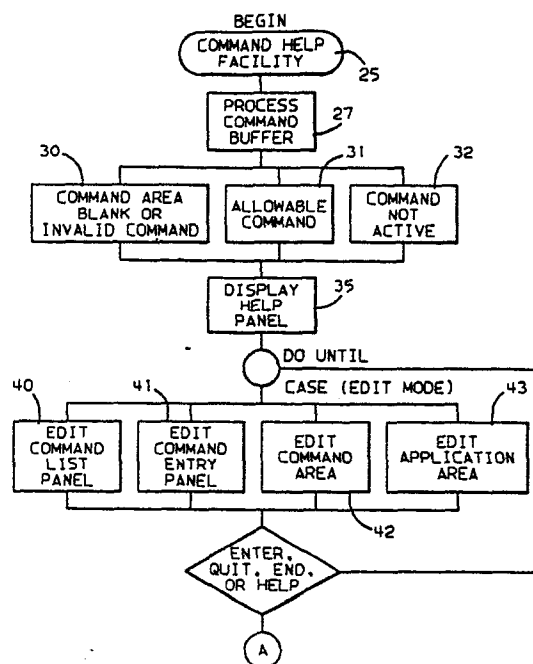 BEGIN
COMMAND HELP
FACILITY
25
PROCESS
COMMAND
BUFFER
27
30
31
32
COMMAND AREA
BLANK OR
INVALID COMMAND
ALLOWABLE
COMMAND
COMMAND
NOT
ACTIVE
DISPLAY
HELP
PANEL
35
DO UNTIL
CASE (EDIT MODE)
40
41
43
EDIT
COMMAND
LIST
PANEL
EDIT
COMMAND
ENTRY
PANEL
EDIT
COMMAND
AREA
EDIT
APPLICATION
AREA
42
ENTER,
QUIT, END,
OR HELP
A